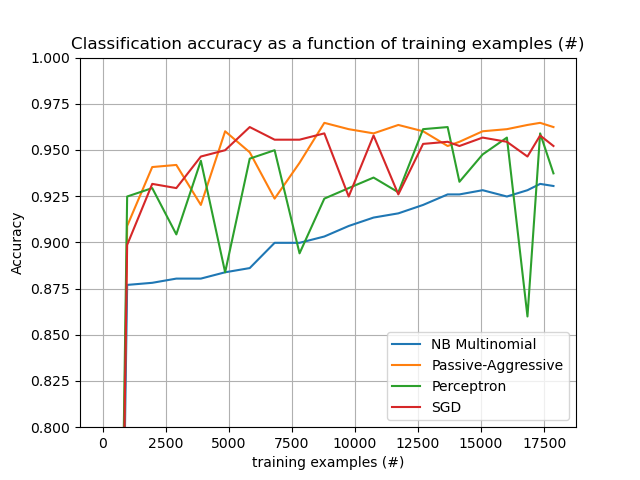 Classification accuracy as a function of training examples (#)
1.000
0.975
0.950
0.925
0.900
0.875
0.850
0.825
0.800
Accuracy
NB Multinomial
Passive-Aggressive
Perceptron
SGD
0 2500 5000 7500 10000 12500 15000 17500
training examples (#)